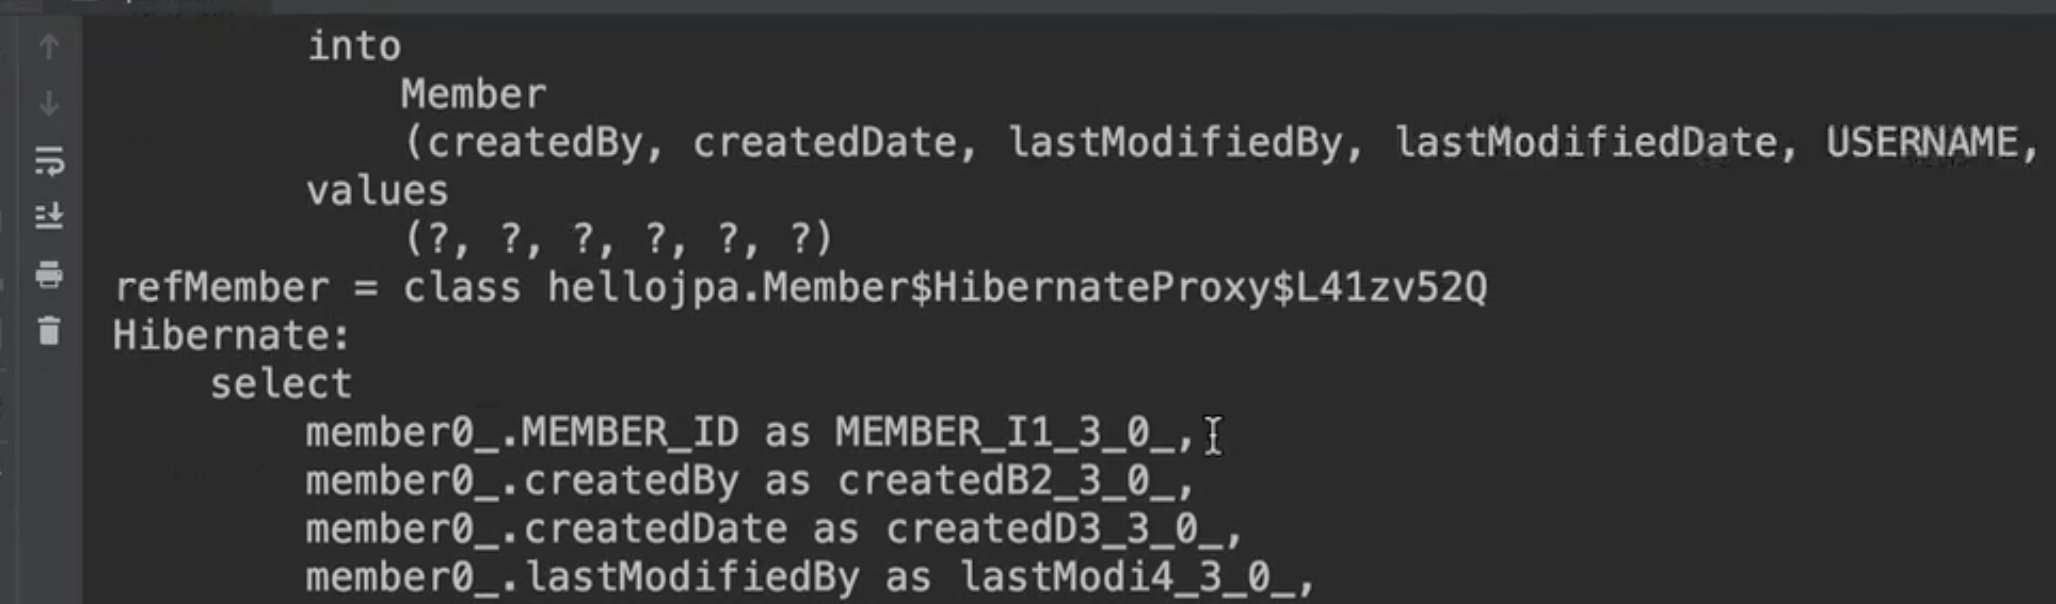 into
Member
(createdBy, createdDate, lastModifiedBy, lastModifiedDate, USERNAME,
values
(?, ?, ?, ?, ?, ?)
refMember = class hellojpa.Member$HibernateProxy$L41zv52Q
Hibernate:
select
member0_.MEMBER_ID as MEMBER_I1_3_0_,
member0_.createdBy as createdB2_3_0_,
member0_.createdDate as createdD3_3_0_,
member0_.lastModifiedBy as lastModi4_3_0_,